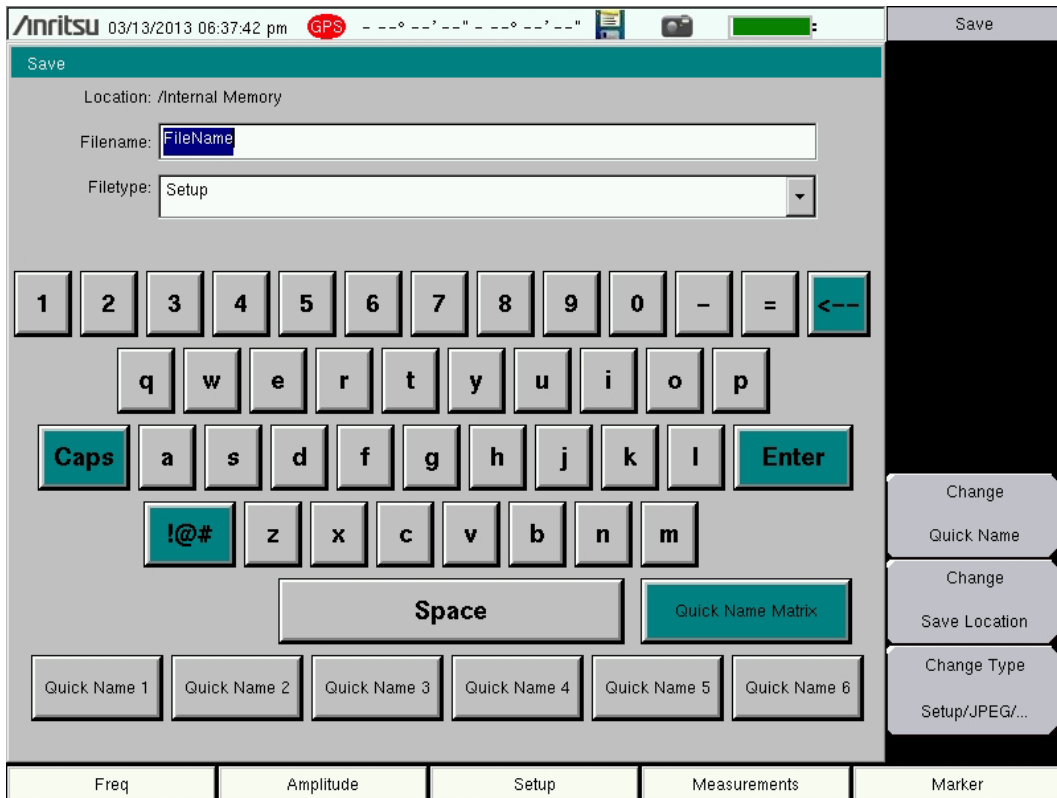 Anritsu 03/13/2013 06:37:42 pm GPS - --° --'--" - --° --'--"
Save
Save
Location: /Internal Memory
Filename: FileName
Filetype: Setup
1 2 3 4 5 6 7 8 9 0 - = <--
q w e r t y u i o p
Caps a s d f g h j k l Enter
!@# z x c v b n m
Space Quick Name Matrix
Quick Name 1 Quick Name 2 Quick Name 3 Quick Name 4 Quick Name 5 Quick Name 6
Change
Quick Name
Change
Save Location
Change Type
Setup/JPEG/...
Freq Amplitude Setup Measurements Marker